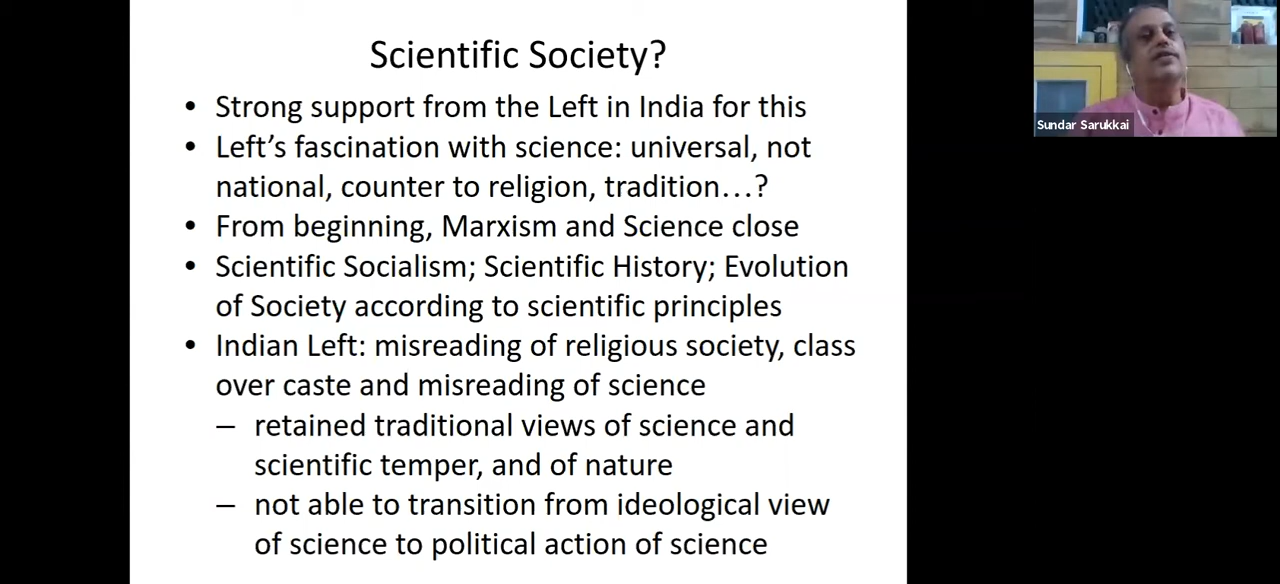 Scientific Society?
• Strong support from the Left in India for this
• Left’s fascination with science: universal, not
national, counter to religion, tradition…?
• From beginning, Marxism and Science close
• Scientific Socialism; Scientific History; Evolution
of Society according to scientific principles
• Indian Left: misreading of religious society, class
over caste and misreading of science
– retained traditional views of science and
scientific temper, and of nature
– not able to transition from ideological view
of science to political action of science
Sundar Sarukkai